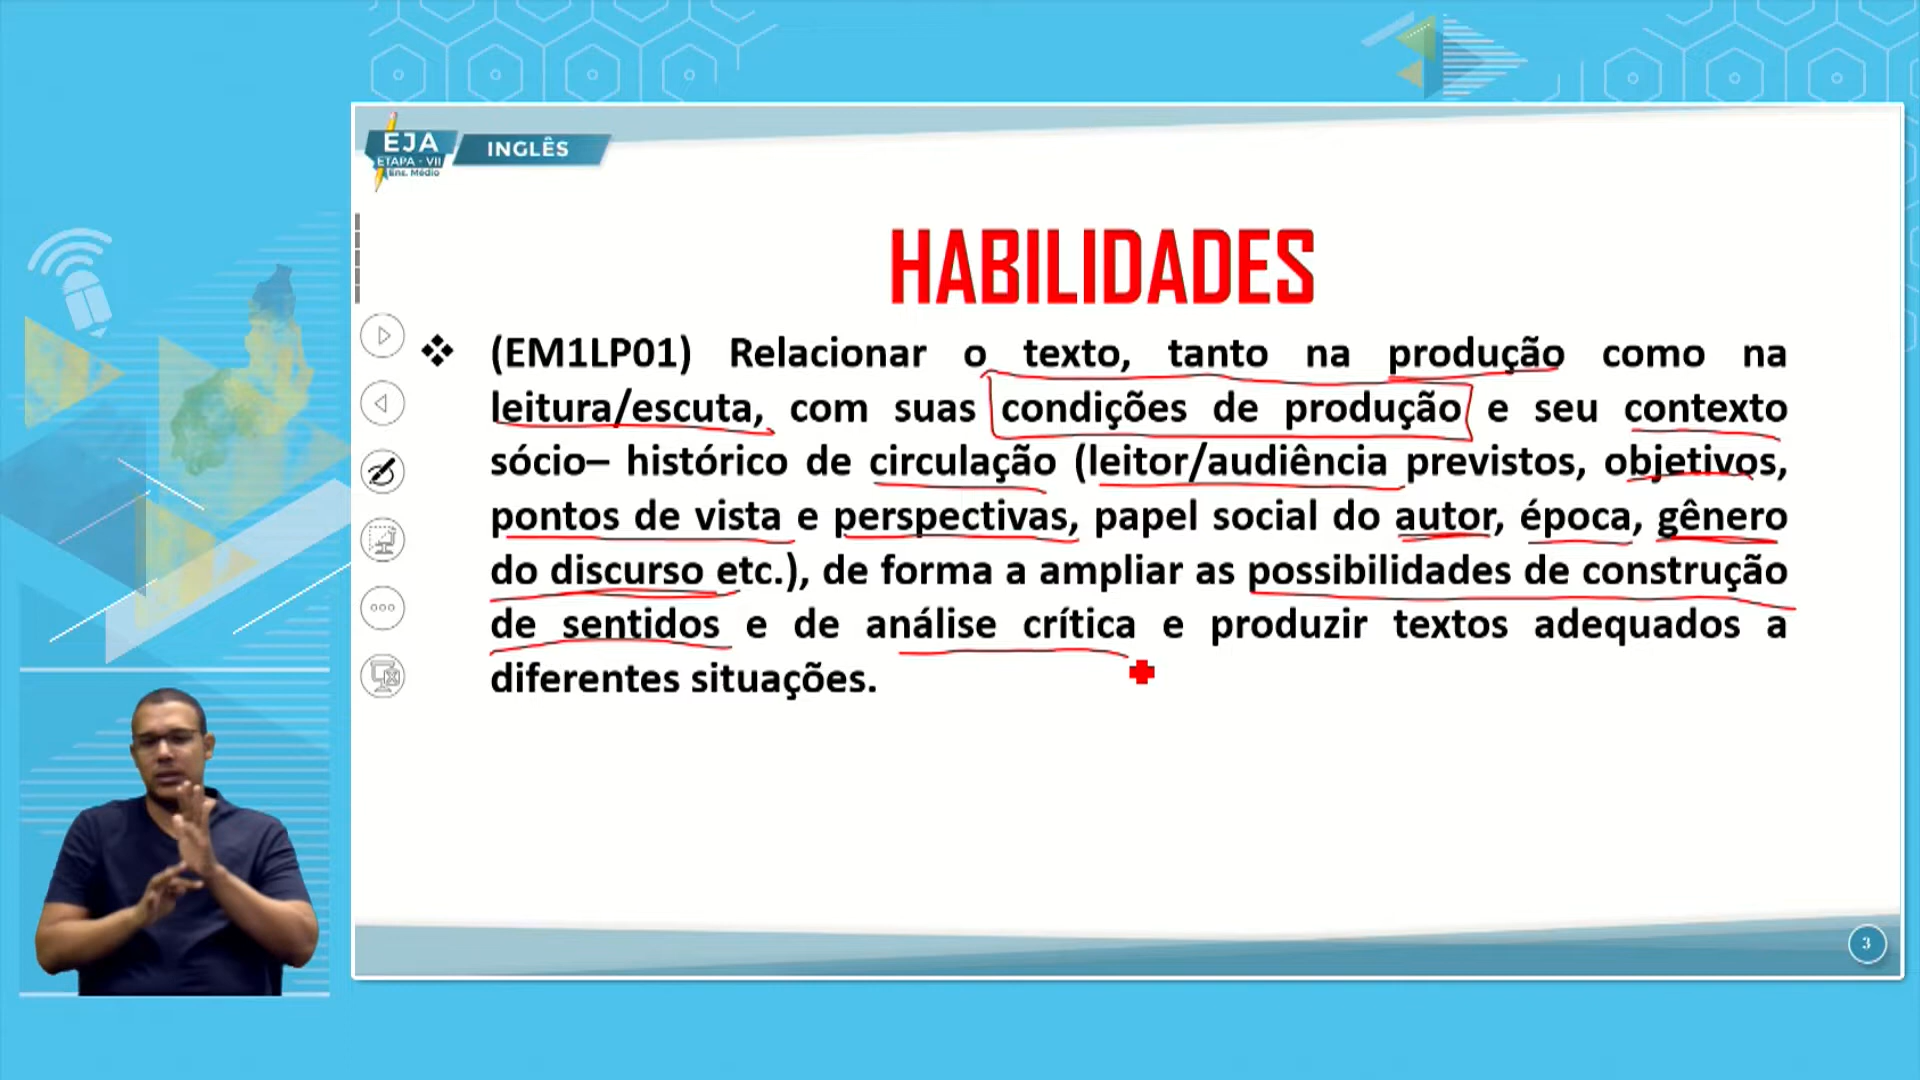 EJA
ETAPA - VII
Ens. Médio
INGLÊS
HABILIDADES
❖ (EM1LP01) Relacionar o texto, tanto na produção como na
leitura/escuta, com suas condições de produção e seu contexto
sócio– histórico de circulação (leitor/audiência previstos, objetivos,
pontos de vista e perspectivas, papel social do autor, época, gênero
do discurso etc.), de forma a ampliar as possibilidades de construção
de sentidos e de análise crítica e produzir textos adequados a
diferentes situações.
3